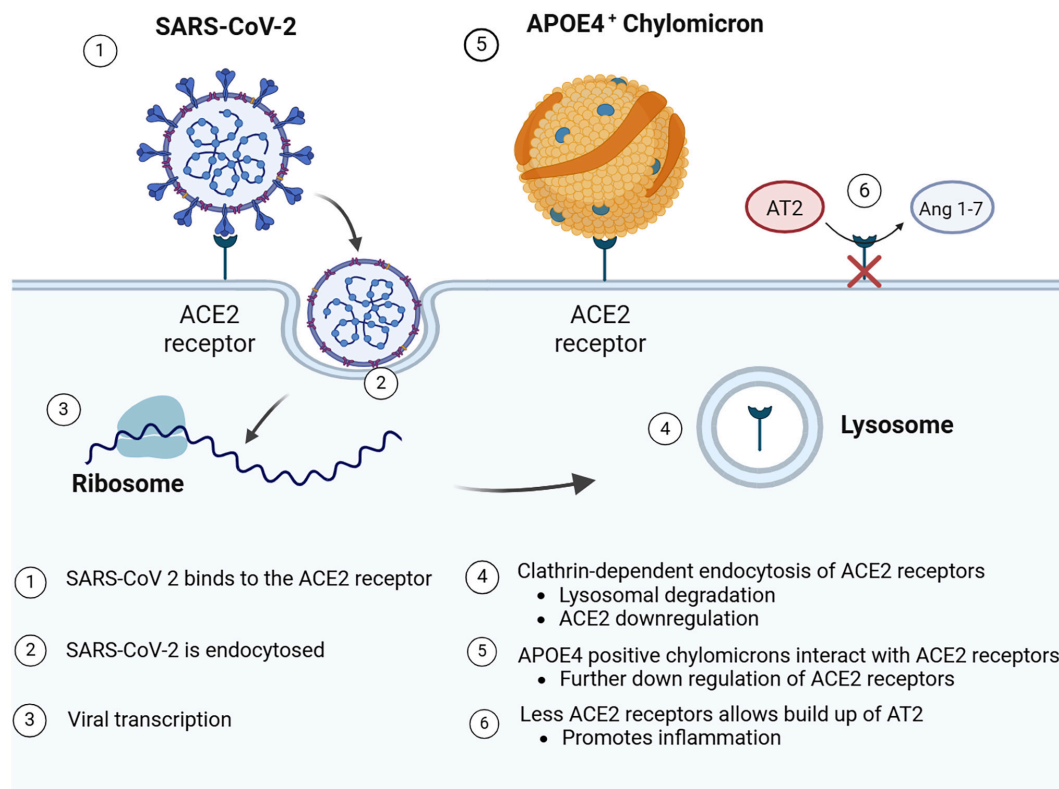 SARS-CoV-2
APOE4⁺ Chylomicron
1
5
6
AT2
Ang 1-7
ACE2
receptor
ACE2
receptor
2
3
4
Lysosome
Ribosome
1 SARS-CoV 2 binds to the ACE2 receptor
2 SARS-CoV-2 is endocytosed
3 Viral transcription
4 Clathrin-dependent endocytosis of ACE2 receptors
• Lysosomal degradation
• ACE2 downregulation
5 APOE4 positive chylomicrons interact with ACE2 receptors
• Further down regulation of ACE2 receptors
6 Less ACE2 receptors allows build up of AT2
• Promotes inflammation